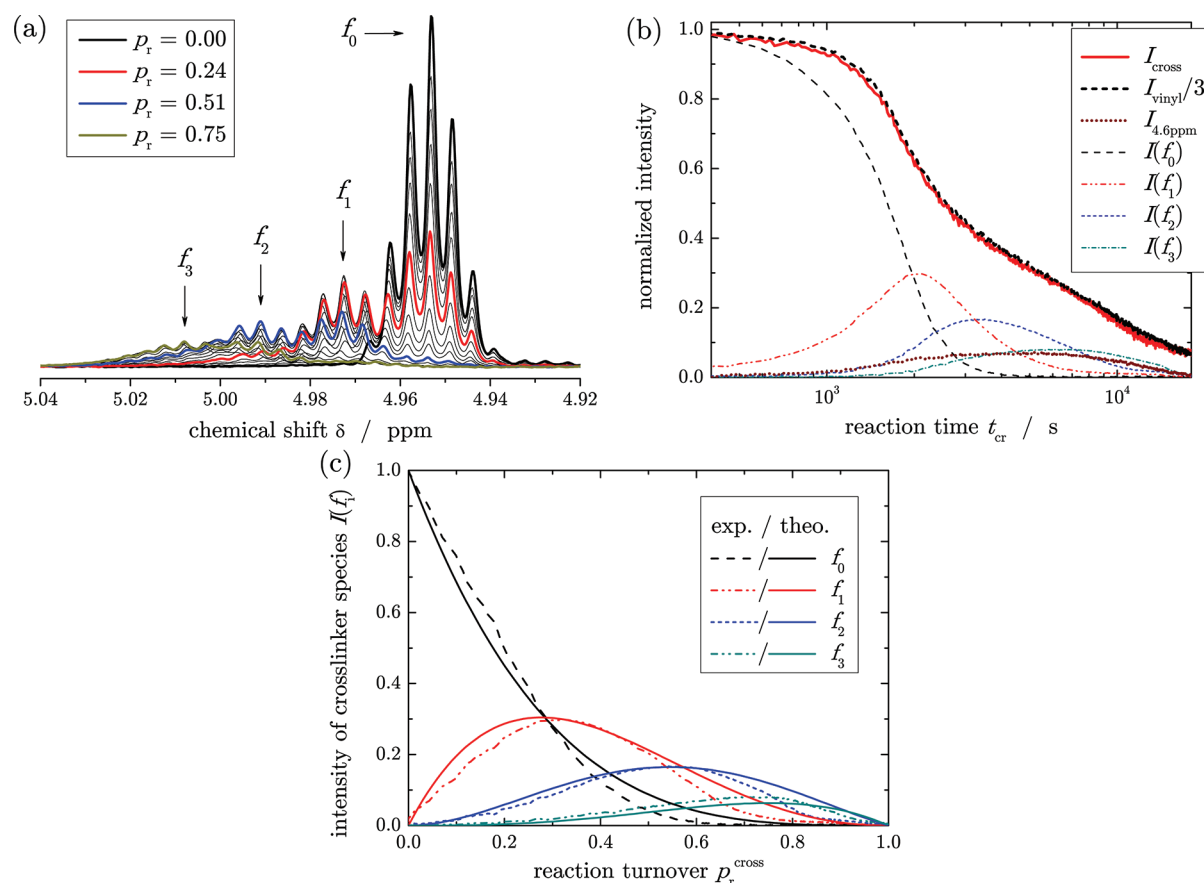 (a)
p_r = 0.00
p_r = 0.24
p_r = 0.51
p_r = 0.75
f_0
f_1
f_2
f_3
5.04 5.02 5.00 4.98 4.96 4.94 4.92
chemical shift δ / ppm
(b)
normalized intensity
1.0
0.8
0.6
0.4
0.2
0.0
I_cross
I_vinyl/3
I_4.6ppm
I(f_0)
I(f_1)
I(f_2)
I(f_3)
10^3 10^4
reaction time t_cr / s
(c)
intensity of crosslinker species I(f_i)
1.0
0.8
0.6
0.4
0.2
0.0
exp. / theo.
/ f_0
/ f_1
/ f_2
/ f_3
0.0 0.2 0.4 0.6 0.8 1.0
reaction turnover p_r^cross